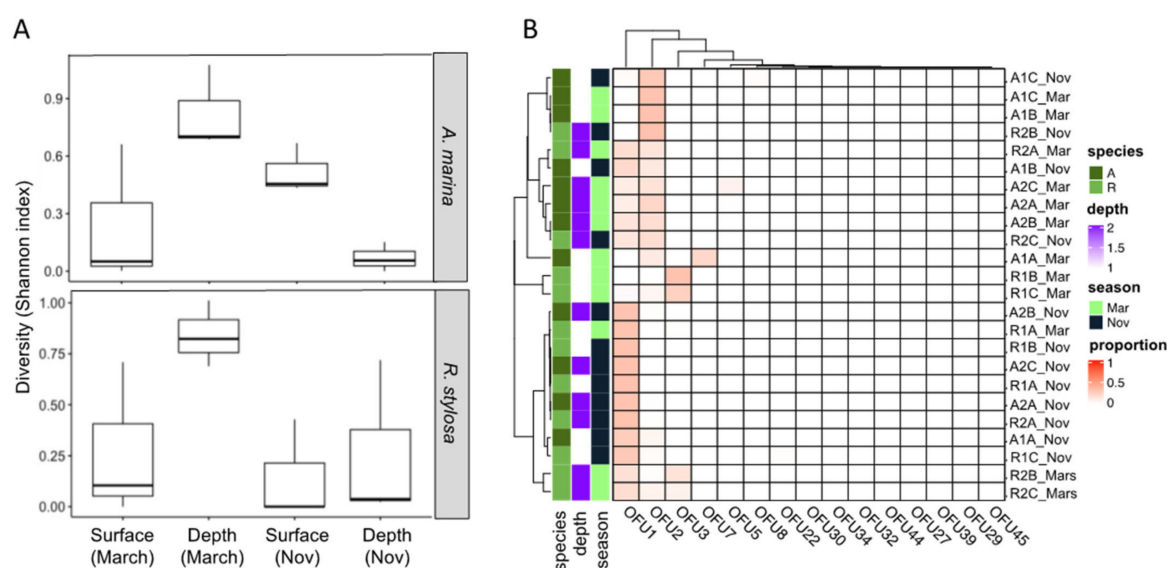 A
B
Diversity (Shannon index)
0.9
0.6
0.3
0.0
A. marina
1.00
0.75
0.50
0.25
0.00
R. stylosa
Surface
(March)
Depth
(March)
Surface
(Nov)
Depth
(Nov)
A1C_Nov
A1C_Mar
A1B_Mar
R2B_Nov
R2A_Mar
A1B_Nov
A2C_Mar
A2A_Mar
A2B_Mar
R2C_Nov
A1A_Mar
R1B_Mar
R1C_Mar
A2B_Nov
R1A_Mar
R1B_Nov
A2C_Nov
R1A_Nov
A2A_Nov
R2A_Nov
A1A_Nov
R1C_Nov
R2B_Mars
R2C_Mars
species
depth
season
OFU1
OFU2
OFU3
OFU7
OFU5
OFU8
OFU22
OFU30
OFU34
OFU32
OFU44
OFU27
OFU39
OFU29
OFU45
species
A
R
depth
2
1.5
1
season
Mar
Nov
proportion
1
0.5
0